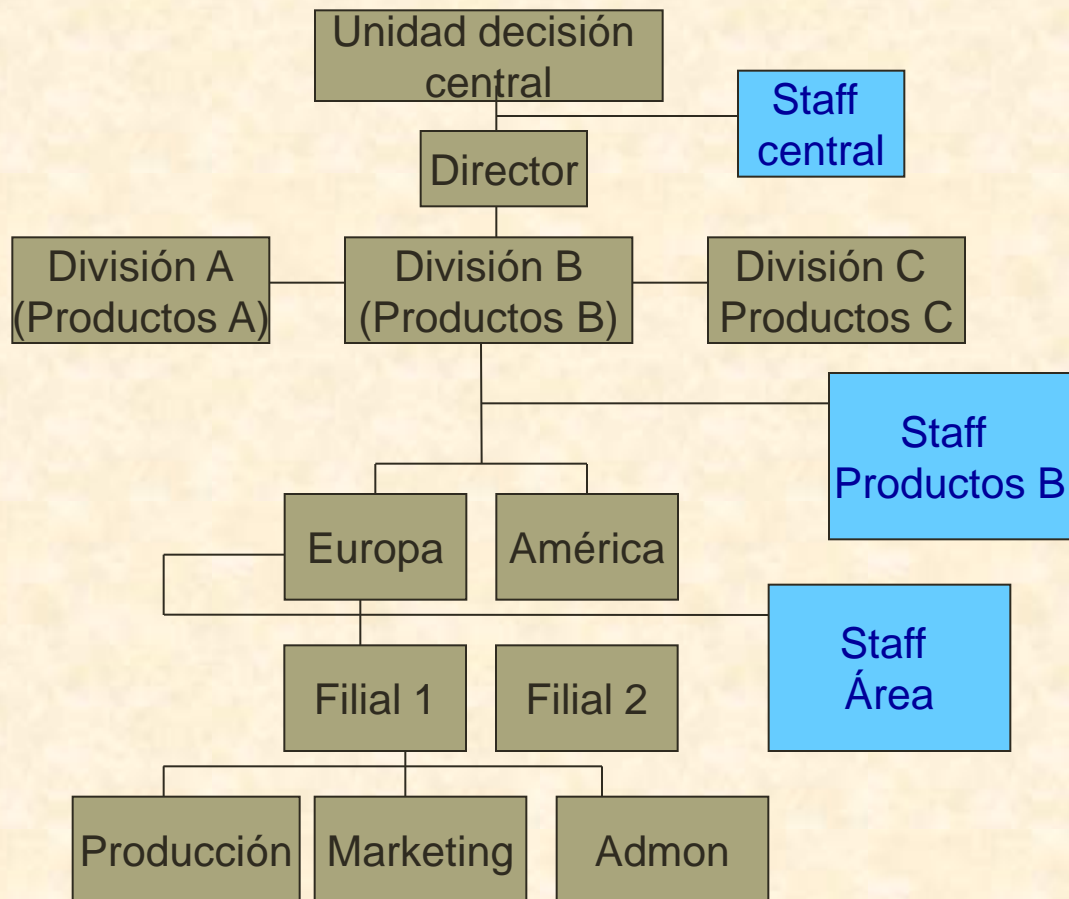 Unidad decisión
central
Staff
central
Director
División A
(Productos A)
División B
(Productos B)
División C
Productos C
Staff
Productos B
Europa
América
Staff
Área
Filial 1
Filial 2
Producción
Marketing
Admon